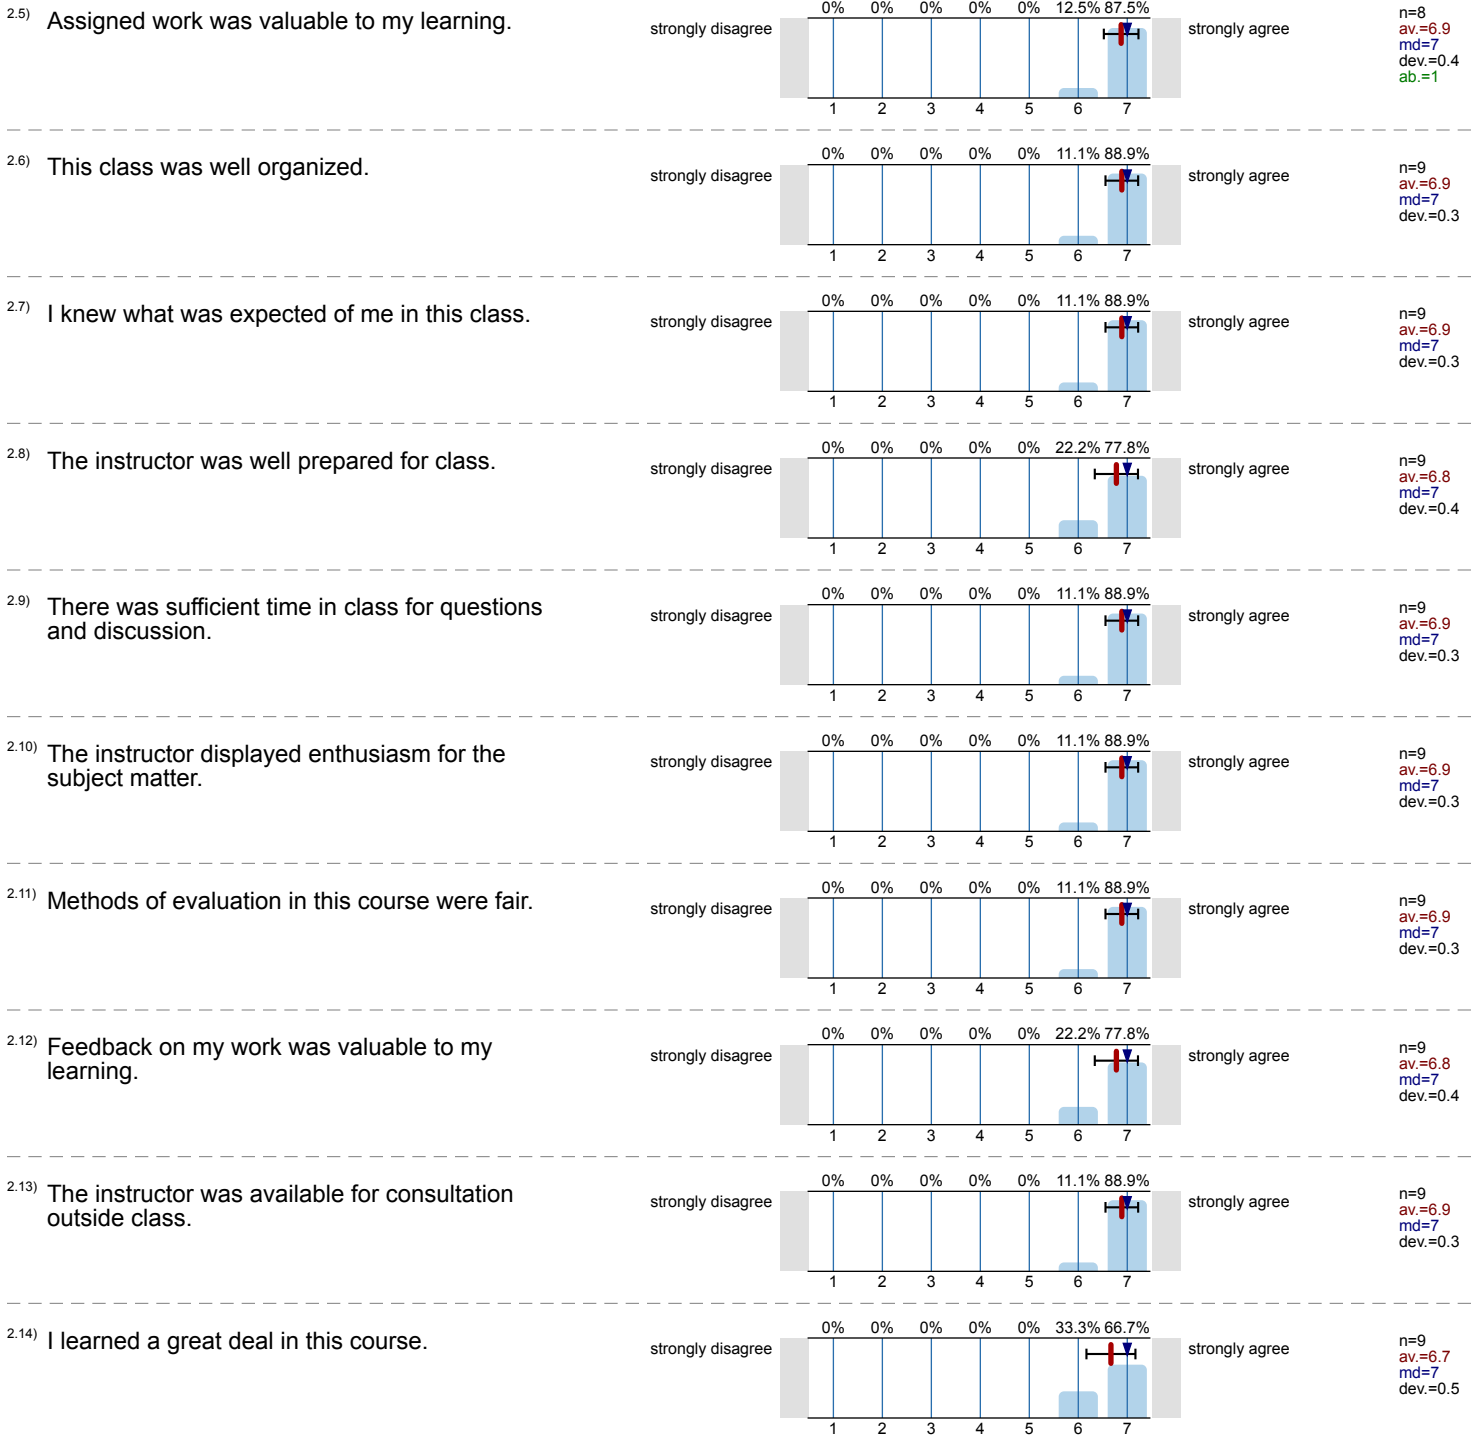 2.5) Assigned work was valuable to my learning.
0% 0% 0% 0% 0% 12.5% 87.5%
strongly disagree strongly agree
n=8
av.=6.9
md=7
dev.=0.4
ab.=1
1 2 3 4 5 6 7
2.6) This class was well organized.
0% 0% 0% 0% 0% 11.1% 88.9%
strongly disagree strongly agree
n=9
av.=6.9
md=7
dev.=0.3
1 2 3 4 5 6 7
2.7) I knew what was expected of me in this class.
0% 0% 0% 0% 0% 11.1% 88.9%
strongly disagree strongly agree
n=9
av.=6.9
md=7
dev.=0.3
1 2 3 4 5 6 7
2.8) The instructor was well prepared for class.
0% 0% 0% 0% 0% 22.2% 77.8%
strongly disagree strongly agree
n=9
av.=6.8
md=7
dev.=0.4
1 2 3 4 5 6 7
2.9) There was sufficient time in class for questions
and discussion.
0% 0% 0% 0% 0% 11.1% 88.9%
strongly disagree strongly agree
n=9
av.=6.9
md=7
dev.=0.3
1 2 3 4 5 6 7
2.10) The instructor displayed enthusiasm for the
subject matter.
0% 0% 0% 0% 0% 11.1% 88.9%
strongly disagree strongly agree
n=9
av.=6.9
md=7
dev.=0.3
1 2 3 4 5 6 7
2.11) Methods of evaluation in this course were fair.
0% 0% 0% 0% 0% 11.1% 88.9%
strongly disagree strongly agree
n=9
av.=6.9
md=7
dev.=0.3
1 2 3 4 5 6 7
2.12) Feedback on my work was valuable to my
learning.
0% 0% 0% 0% 0% 22.2% 77.8%
strongly disagree strongly agree
n=9
av.=6.8
md=7
dev.=0.4
1 2 3 4 5 6 7
2.13) The instructor was available for consultation
outside class.
0% 0% 0% 0% 0% 11.1% 88.9%
strongly disagree strongly agree
n=9
av.=6.9
md=7
dev.=0.3
1 2 3 4 5 6 7
2.14) I learned a great deal in this course.
0% 0% 0% 0% 0% 33.3% 66.7%
strongly disagree strongly agree
n=9
av.=6.7
md=7
dev.=0.5
1 2 3 4 5 6 7